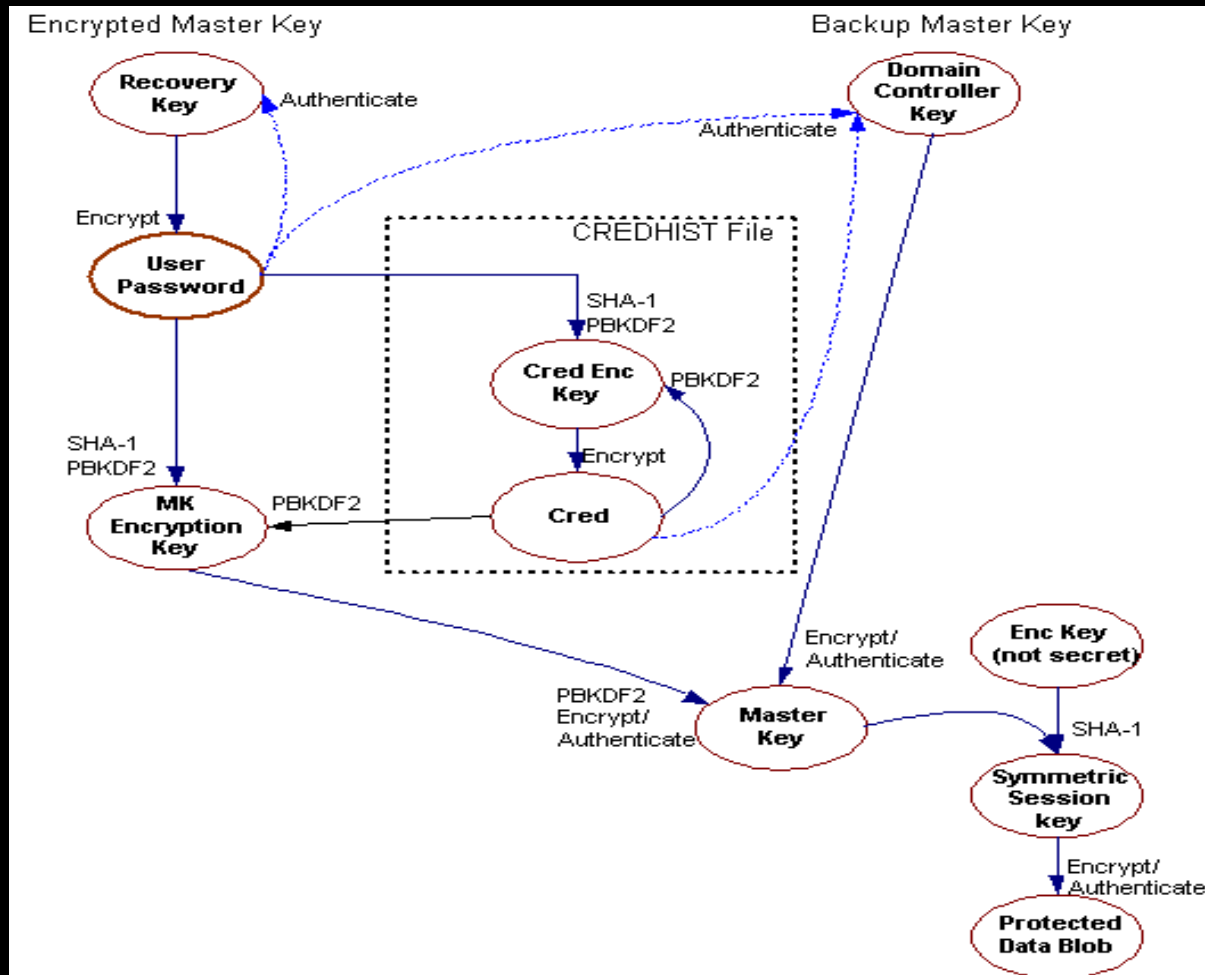 Encrypted Master Key
Backup Master Key
Recovery
Key
Authenticate
Domain
Controller
Key
Authenticate
Encrypt
User
Password
CREDHIST File
SHA-1
PBKDF2
Cred Enc
Key
PBKDF2
Encrypt
Cred
SHA-1
PBKDF2
MK
Encryption
Key
PBKDF2
Encrypt/
Authenticate
Enc Key
(not secret)
PBKDF2
Encrypt/
Authenticate
Master
Key
SHA-1
Symmetric
Session
key
Encrypt/
Authenticate
Protected
Data Blob